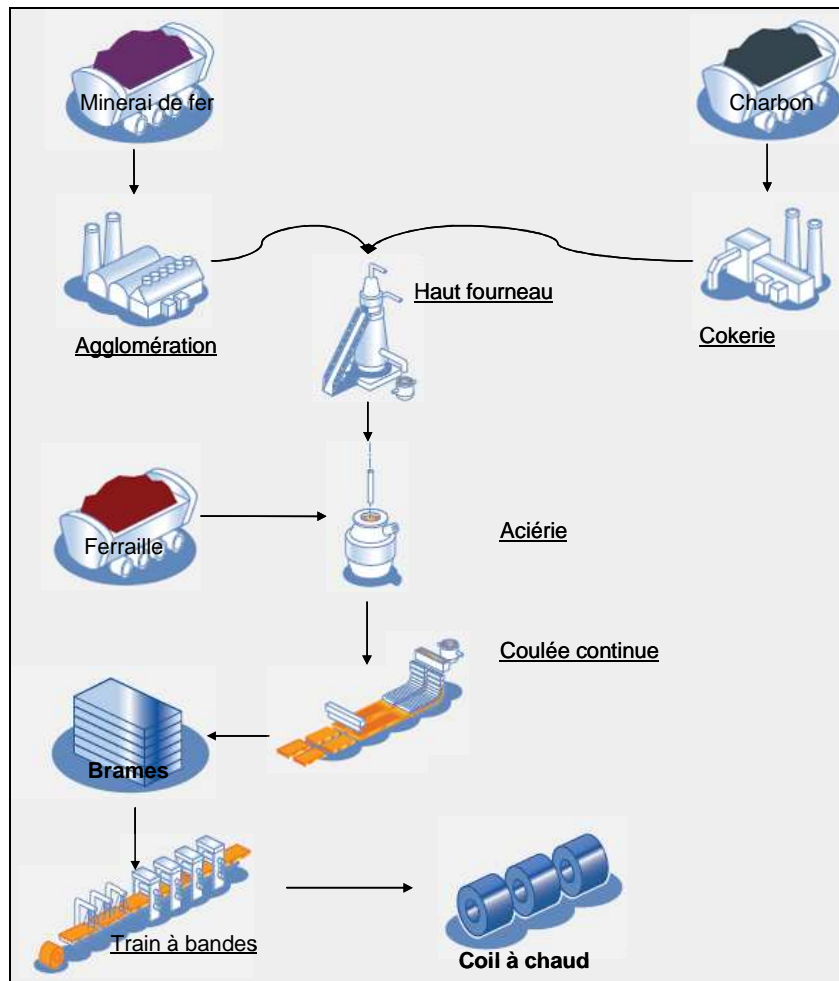 Minerai de fer
Charbon
Haut fourneau
Agglomération
Cokerie
Ferraille
Aciérie
Coulée continue
Brames
Train à bandes
Coil à chaud